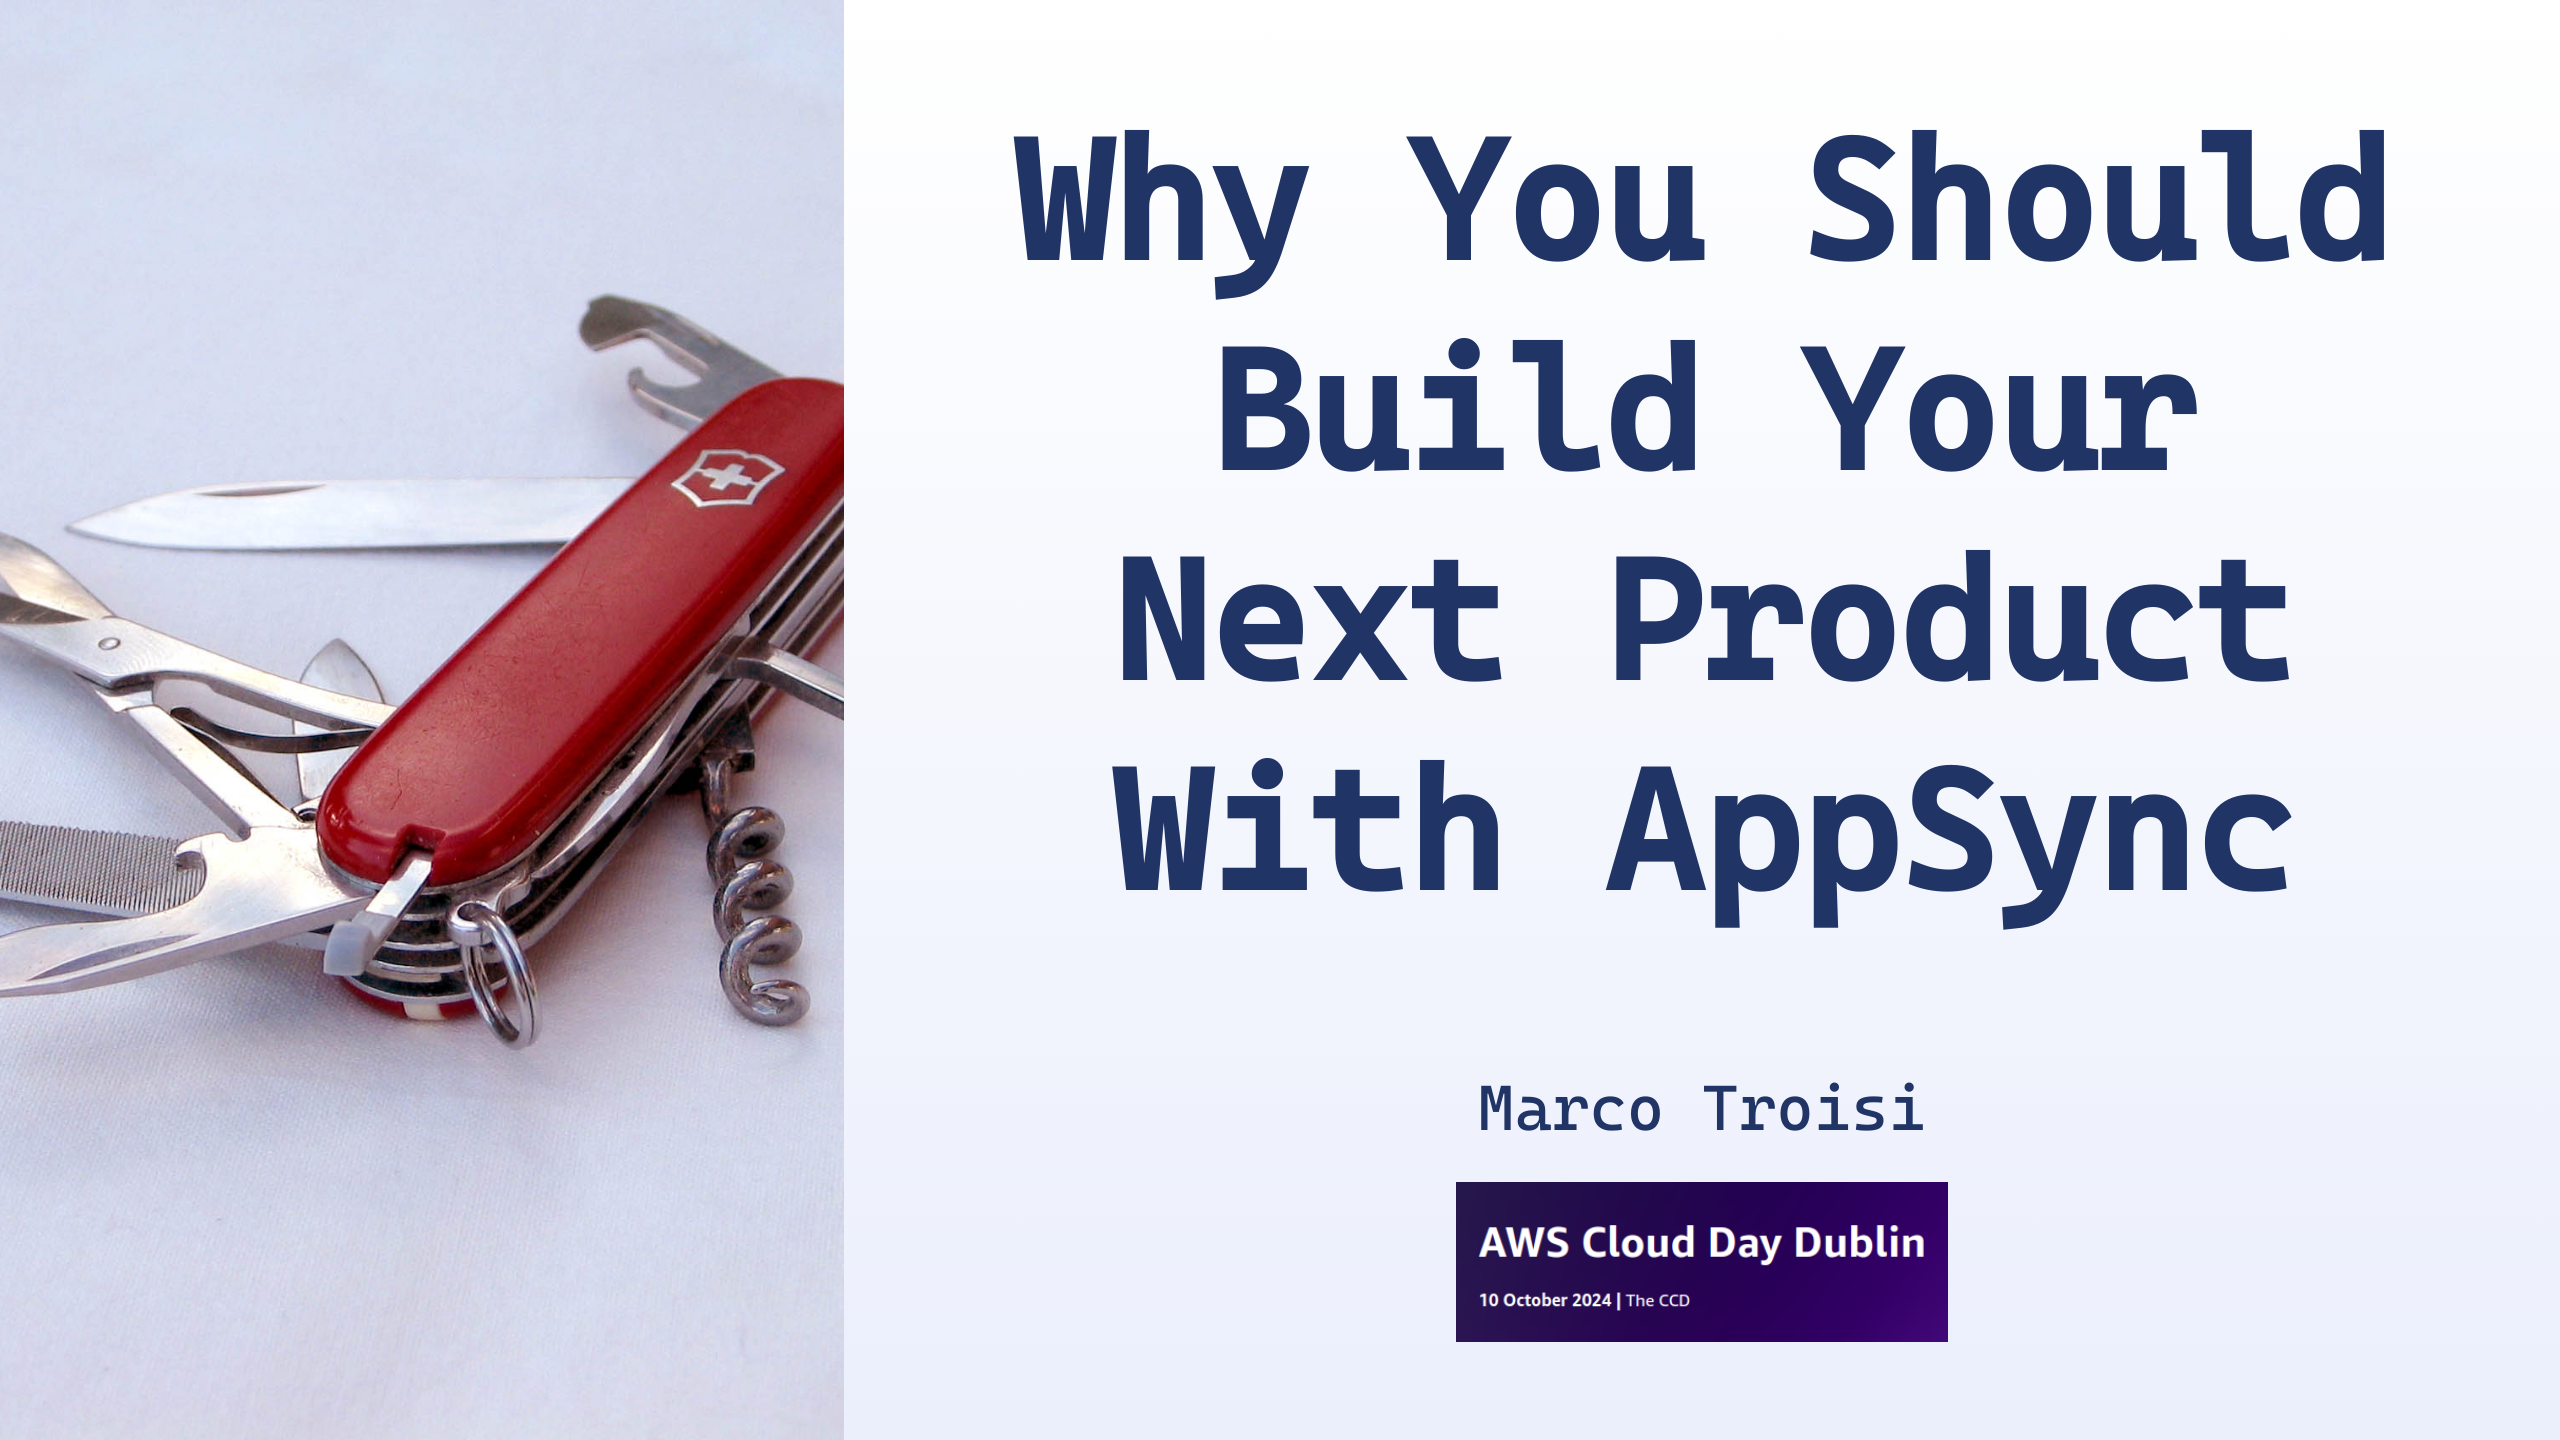 Why You Should
Build Your
Next Product
With AppSync
Marco Troisi
AWS Cloud Day Dublin
10 October 2024 | The CCD